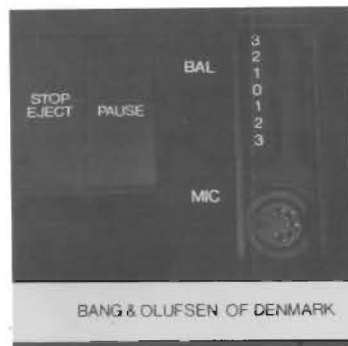 BAL
3
2
1
0
1
2
3
STOP
EJECT
PAUSE
MIC
BANG & OLUFSEN OF DENMARK